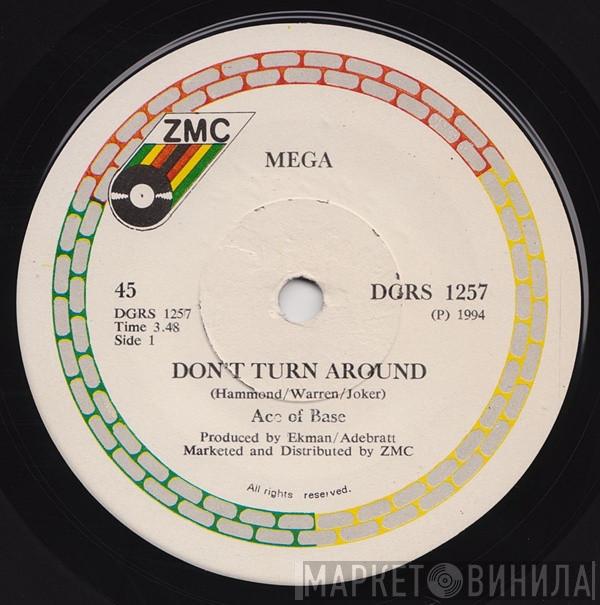 ZMC
MEGA
45
DGRS 1257
DGRS 1257
Time 3.48
Side 1
(P) 1994
DON'T TURN AROUND
(Hammond/Warren/Joker)
Ace of Base
Produced by Ekman/Adebratt
Marketed and Distributed by ZMC
All rights reserved.
МАРКЕТ ВИНИЛА